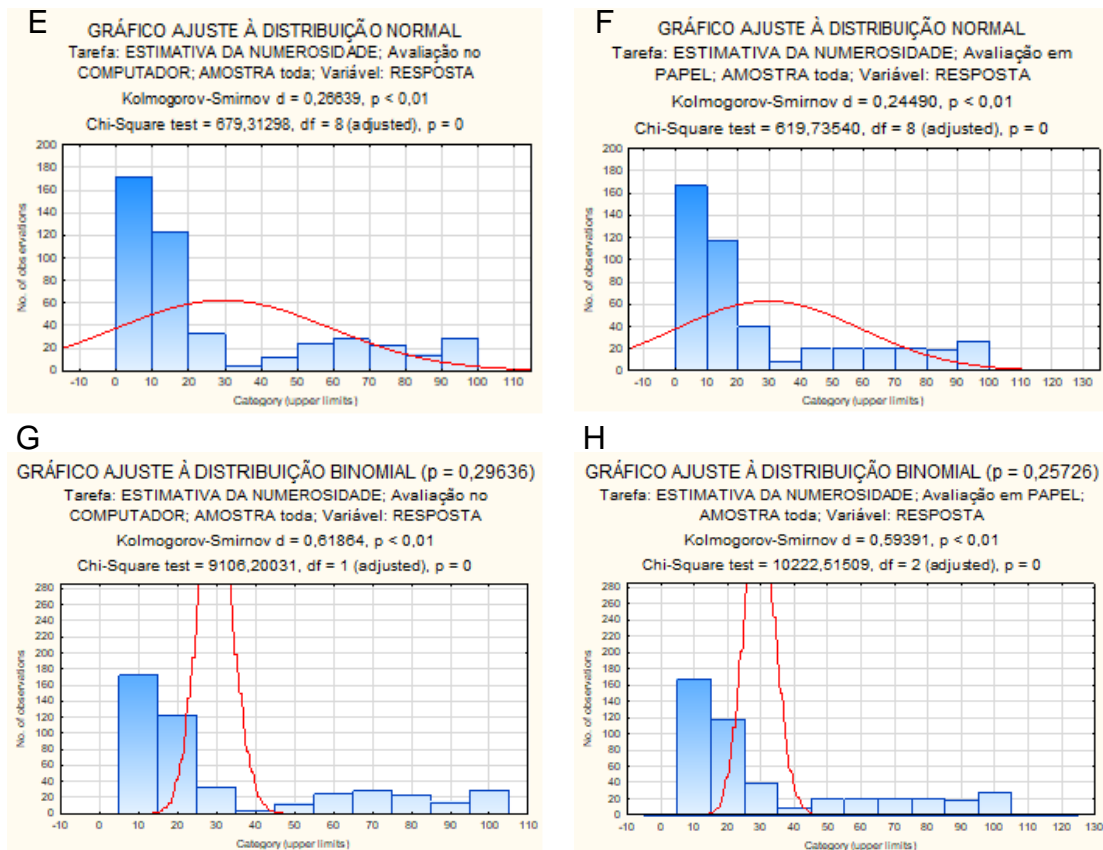 E
GRÁFICO AJUSTE À DISTRIBUIÇÃO NORMAL
Tarefa: ESTIMATIVA DA NUMEROSIDADE; Avaliação no
COMPUTADOR; AMOSTRA toda; Variável: RESPOSTA
Kolmogorov-Smirnov d = 0,26639, p < 0,01
Chi-Square test = 679,31298, df = 8 (adjusted), p = 0
200
180
160
140
120
100
80
60
40
20
0
No. of observations
-10 0 10 20 30 40 50 60 70 80 90 100 110
Category (upper limits)
F
GRÁFICO AJUSTE À DISTRIBUIÇÃO NORMAL
Tarefa: ESTIMATIVA DA NUMEROSIDADE; Avaliação em
PAPEL; AMOSTRA toda; Variável: RESPOSTA
Kolmogorov-Smirnov d = 0,24490, p < 0,01
Chi-Square test = 619,73540, df = 8 (adjusted), p = 0
200
180
160
140
120
100
80
60
40
20
0
No. of observations
-10 0 10 20 30 40 50 60 70 80 90 100 110 120 130
Category (upper limits)
G
GRÁFICO AJUSTE À DISTRIBUIÇÃO BINOMIAL (p = 0,29636)
Tarefa: ESTIMATIVA DA NUMEROSIDADE; Avaliação no
COMPUTADOR; AMOSTRA toda; Variável: RESPOSTA
Kolmogorov-Smirnov d = 0,61864, p < 0,01
Chi-Square test = 9106,20031, df = 1 (adjusted), p = 0
280
260
240
220
200
180
160
140
120
100
80
60
40
20
0
No. of observations
-10 0 10 20 30 40 50 60 70 80 90 100 110
Category (upper limits)
H
GRÁFICO AJUSTE À DISTRIBUIÇÃO BINOMIAL (p = 0,25726)
Tarefa: ESTIMATIVA DA NUMEROSIDADE; Avaliação em PAPEL;
AMOSTRA toda; Variável: RESPOSTA
Kolmogorov-Smirnov d = 0,59391, p < 0,01
Chi-Square test = 10222,51509, df = 2 (adjusted), p = 0
280
260
240
220
200
180
160
140
120
100
80
60
40
20
0
No. of observations
-10 0 10 20 30 40 50 60 70 80 90 100 110 120 130
Category (upper limits)